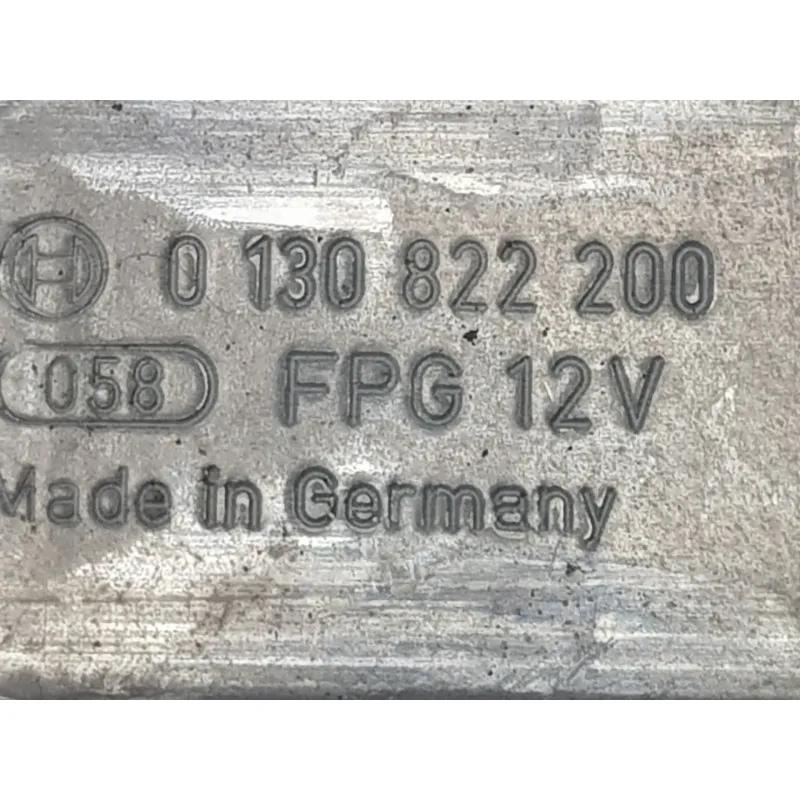 0 130 822 200
058 FPG 12V
Made in Germany